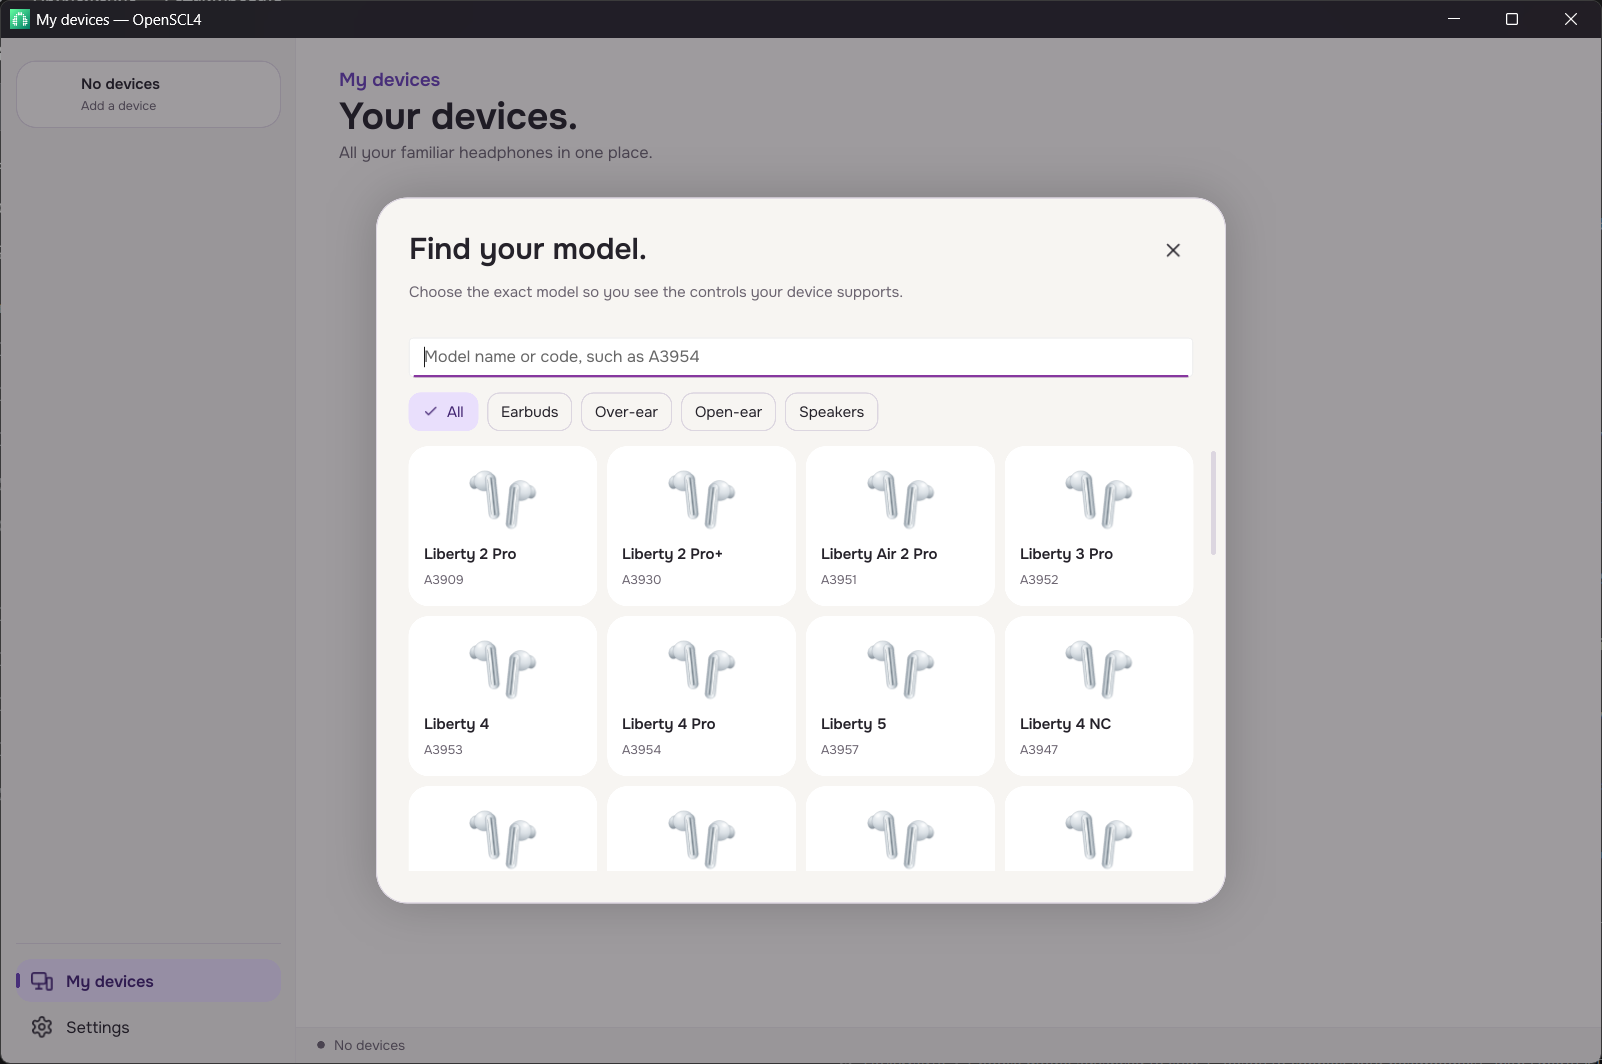 My devices — OpenSCL4
No devices
Add a device
My devices
Your devices.
All your familiar headphones in one place.
Find your model.
Choose the exact model so you see the controls your device supports.
Model name or code, such as A3954
All
Earbuds
Over-ear
Open-ear
Speakers
Liberty 2 Pro
A3909
Liberty 2 Pro+
A3930
Liberty Air 2 Pro
A3951
Liberty 3 Pro
A3952
Liberty 4
A3953
Liberty 4 Pro
A3954
Liberty 5
A3957
Liberty 4 NC
A3947
My devices
Settings
No devices